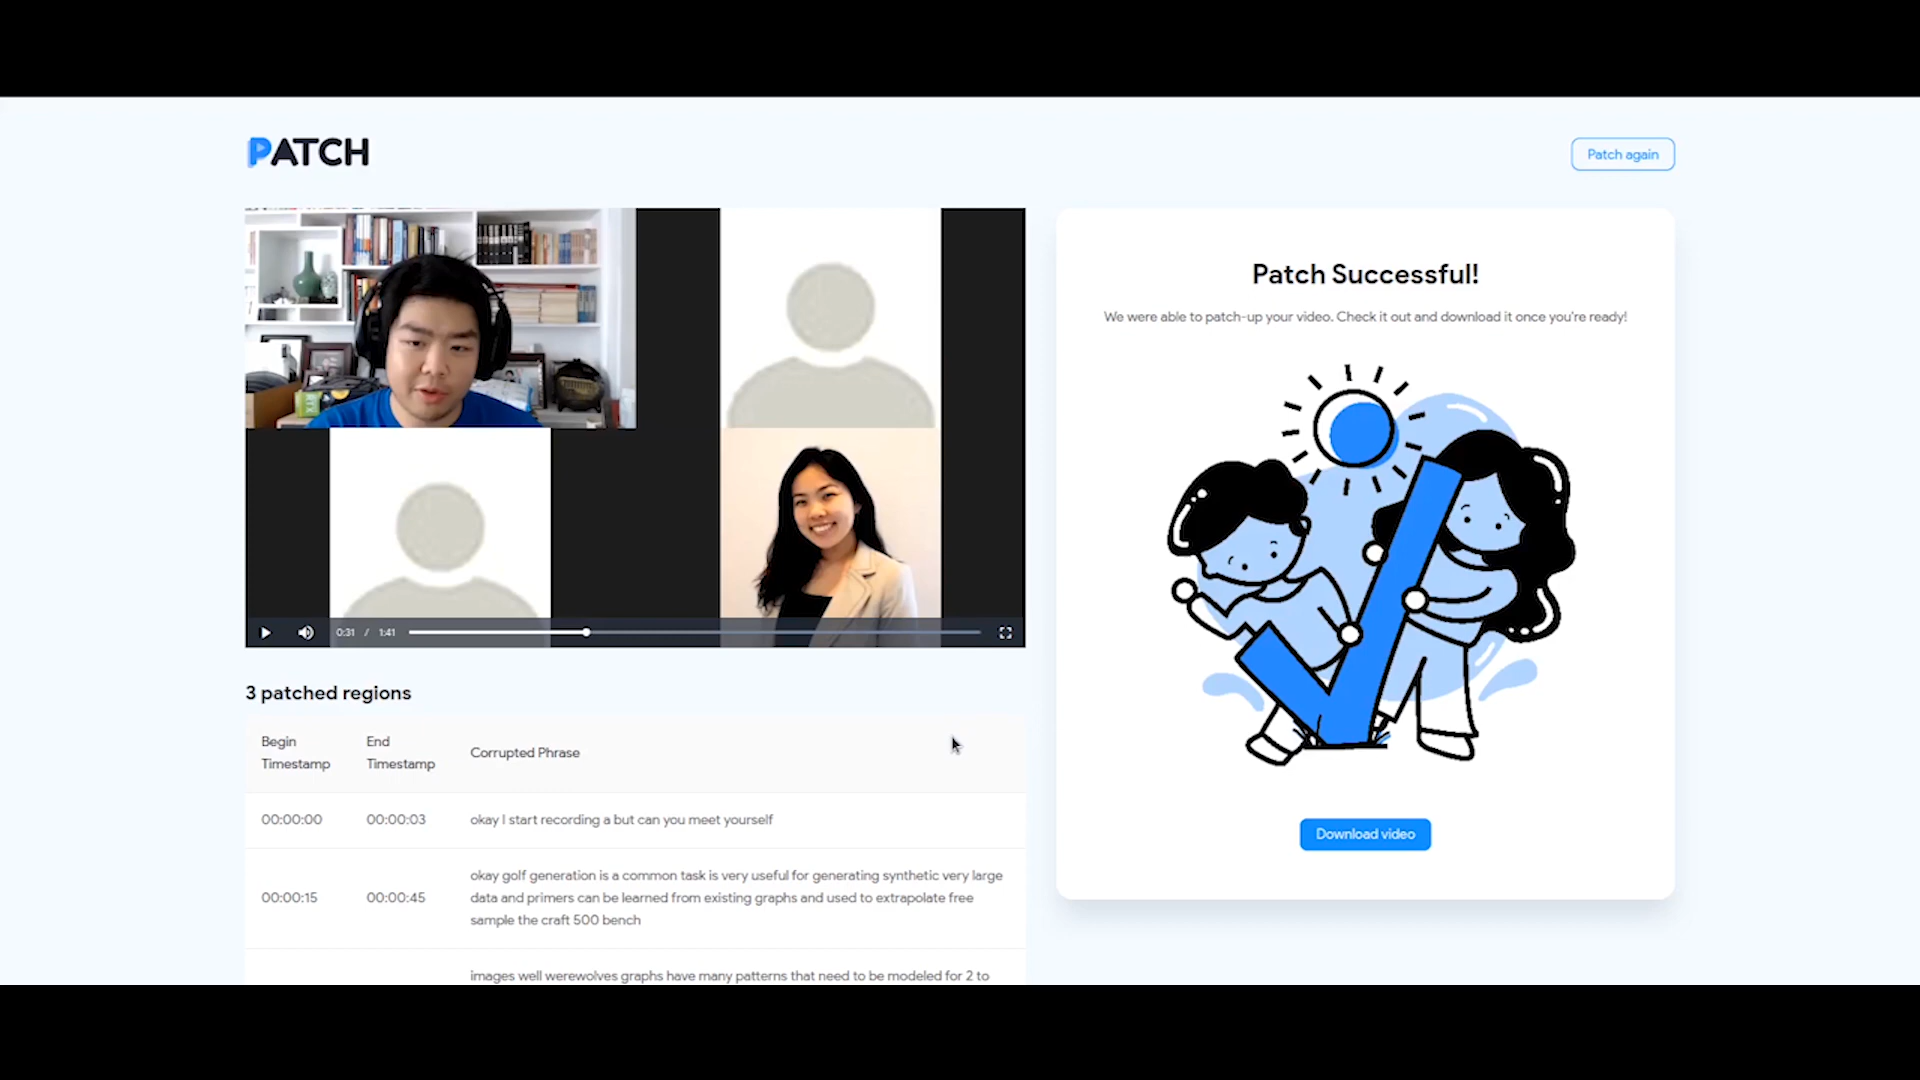 PATCH
Patch again
0:31 / 1:41
Patch Successful!
We were able to patch-up your video. Check it out and download it once you're ready!
Download video
3 patched regions
Begin Timestamp
End Timestamp
Corrupted Phrase
00:00:00
00:00:03
okay I start recording a but can you meet yourself
00:00:15
00:00:45
okay golf generation is a common task is very useful for generating synthetic very large
data and primers can be learned from existing graphs and used to extrapolate free
sample the craft 500 bench
images well werewolves graphs have many patterns that need to be modeled for 2 to